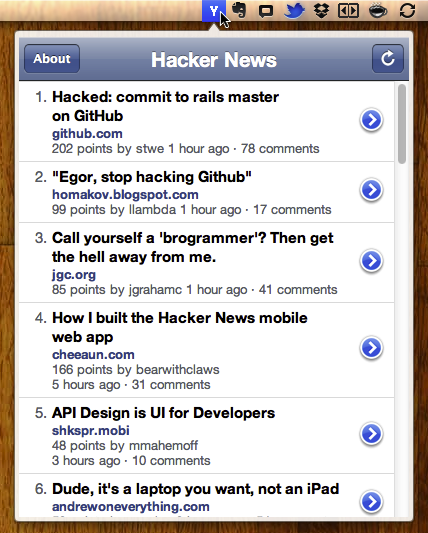 Y
About
Hacker News
1. Hacked: commit to rails master
on GitHub
github.com
202 points by stwe 1 hour ago · 78 comments
2. "Egor, stop hacking Github"
homakov.blogspot.com
99 points by llambda 1 hour ago · 17 comments
3. Call yourself a 'brogrammer'? Then get
the hell away from me.
jgc.org
85 points by jgrahamc 1 hour ago · 41 comments
4. How I built the Hacker News mobile
web app
cheeaun.com
166 points by bearwithclaws
5 hours ago · 31 comments
5. API Design is UI for Developers
shkspr.mobi
48 points by mmahemoff
3 hours ago · 10 comments
6. Dude, it's a laptop you want, not an iPad
andrewoneverything.com